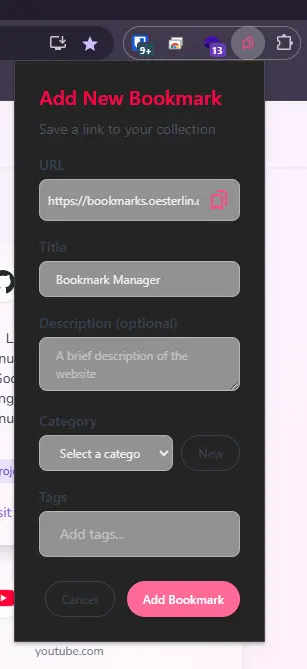 9+
13
Add New Bookmark
Save a link to your collection
URL
https://bookmarks.oesterlin.
Title
Bookmark Manager
Description (optional)
A brief description of the
website
Category
Select a catego
New
Tags
Add tags...
Cancel
Add Bookmark
youtube.com